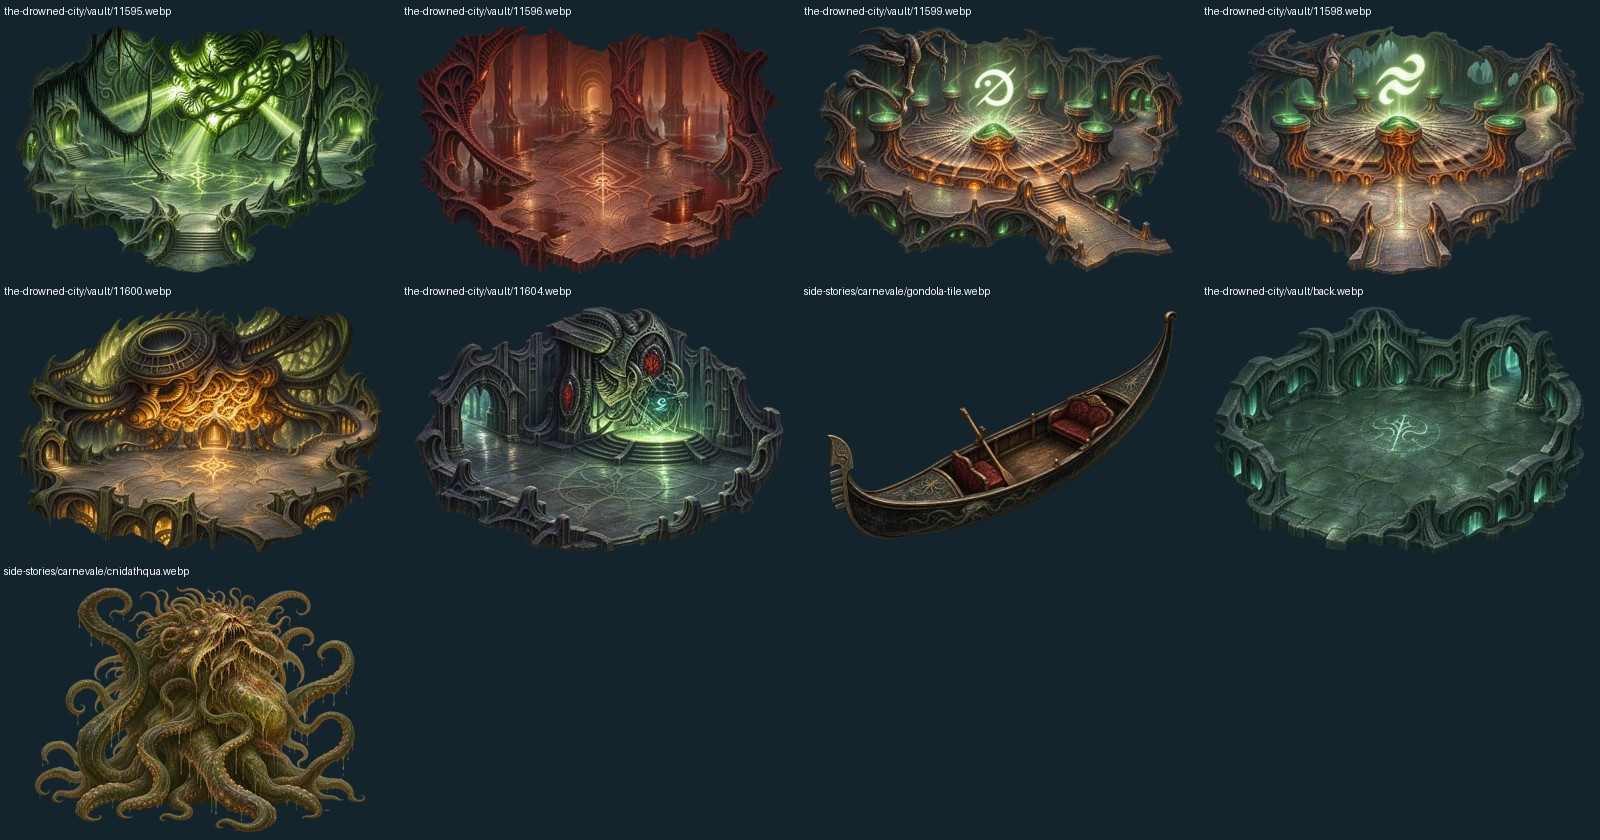 the-drowned-city/vault/11595.webp
the-drowned-city/vault/11596.webp
the-drowned-city/vault/11599.webp
the-drowned-city/vault/11598.webp
the-drowned-city/vault/11600.webp
the-drowned-city/vault/11604.webp
side-stories/carnevale/gondola-tile.webp
the-drowned-city/vault/back.webp
side-stories/carnevale/cnidathqua.webp